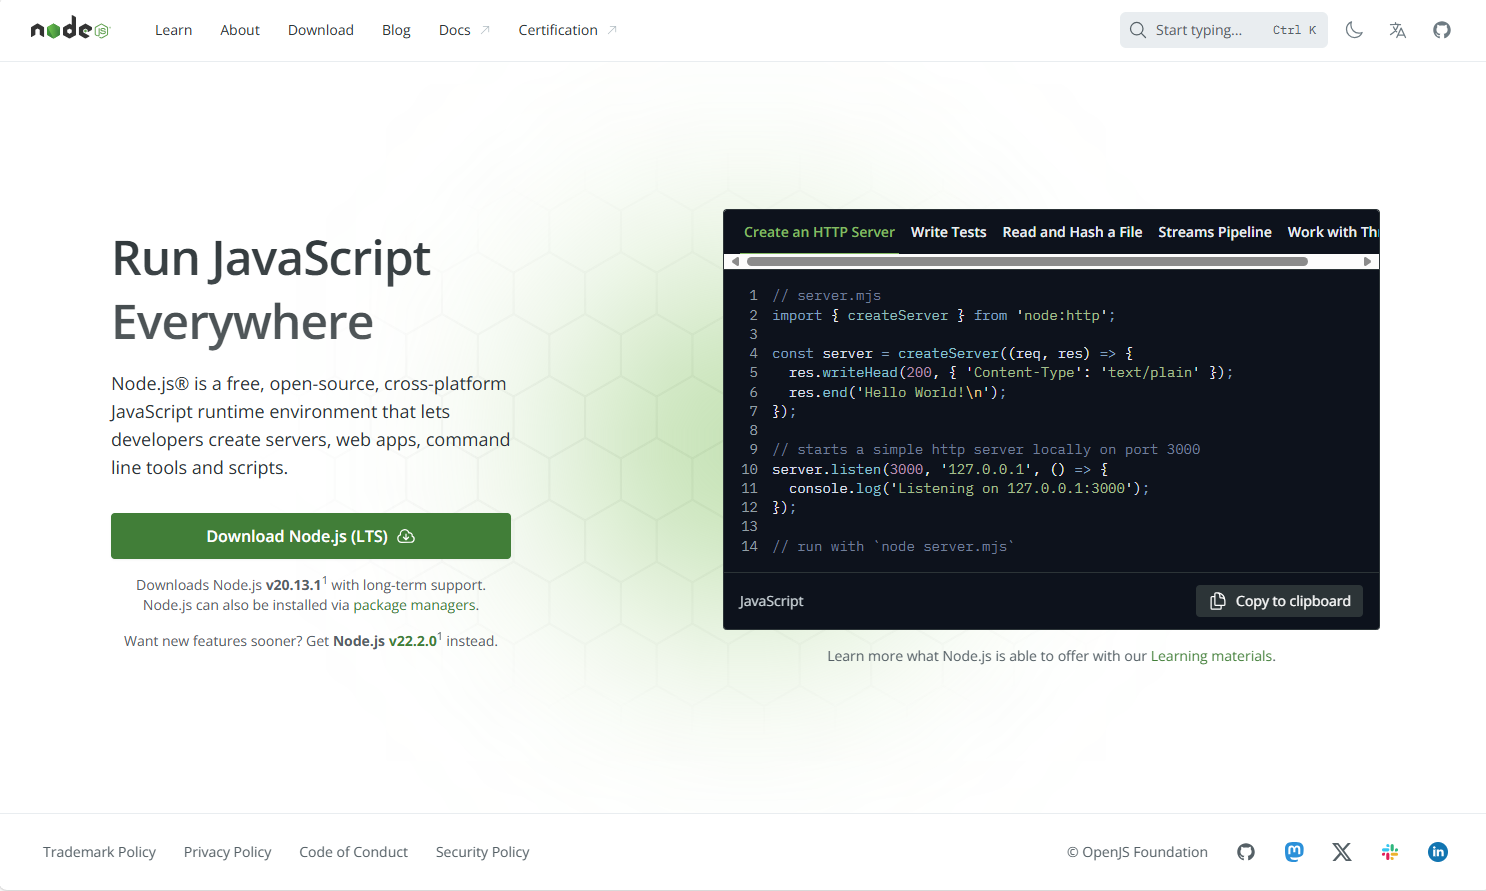 node JS
Learn
About
Download
Blog
Docs
Certification
Start typing...
Ctrl K
Run JavaScript
Everywhere
Node.js® is a free, open-source, cross-platform
JavaScript runtime environment that lets
developers create servers, web apps, command
line tools and scripts.
Download Node.js (LTS)
Downloads Node.js v20.13.1¹ with long-term support.
Node.js can also be installed via package managers.
Want new features sooner? Get Node.js v22.2.0¹ instead.
Create an HTTP Server
Write Tests
Read and Hash a File
Streams Pipeline
Work with Th
1 // server.mjs
2 import { createServer } from 'node:http';
3
4 const server = createServer((req, res) => {
5   res.writeHead(200, { 'Content-Type': 'text/plain' });
6   res.end('Hello World!\n');
7 });
8
9 // starts a simple http server locally on port 3000
10 server.listen(3000, '127.0.0.1', () => {
11   console.log('Listening on 127.0.0.1:3000');
12 });
13
14 // run with `node server.mjs`
JavaScript
Copy to clipboard
Learn more what Node.js is able to offer with our Learning materials.
Trademark Policy
Privacy Policy
Code of Conduct
Security Policy
© OpenJS Foundation
in